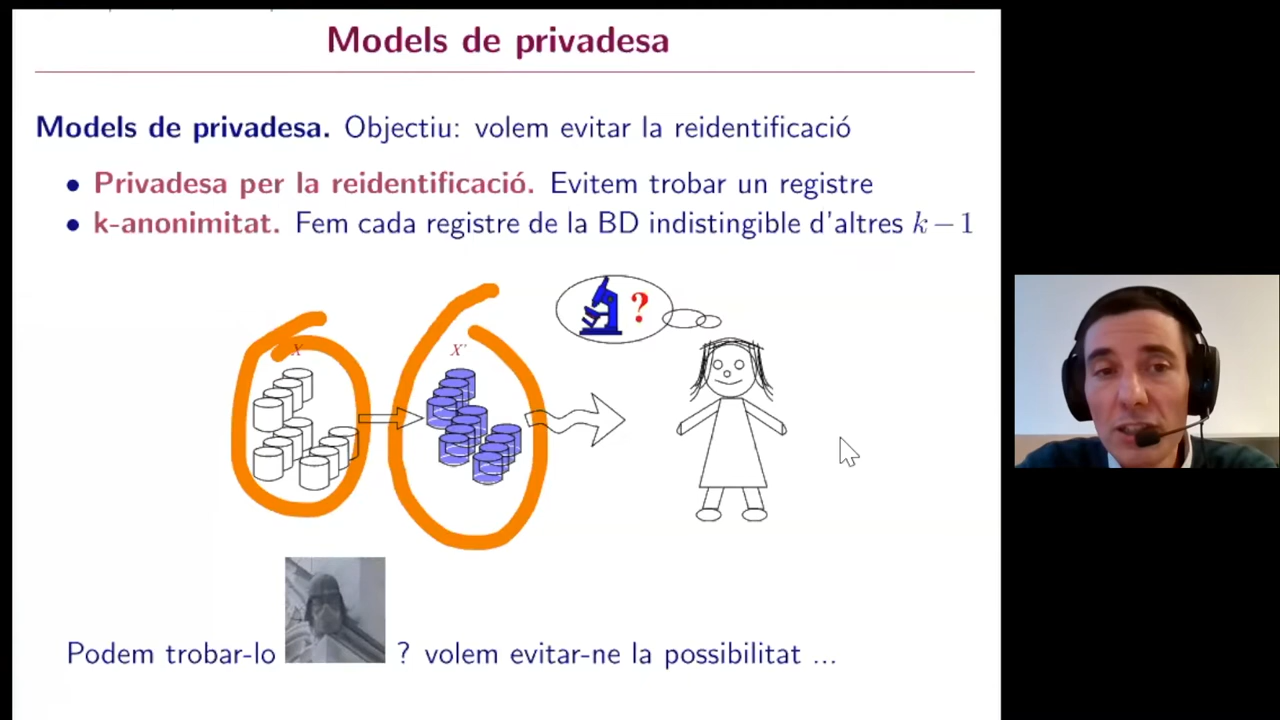 Models de privadesa
Models de privadesa. Objectiu: volem evitar la reidentificació
• Privadesa per la reidentificació. Evitem trobar un registre
• k-anonimitat. Fem cada registre de la BD indistingible d'altres k − 1
?
X
X'
Podem trobar-lo ? volem evitar-ne la possibilitat ...